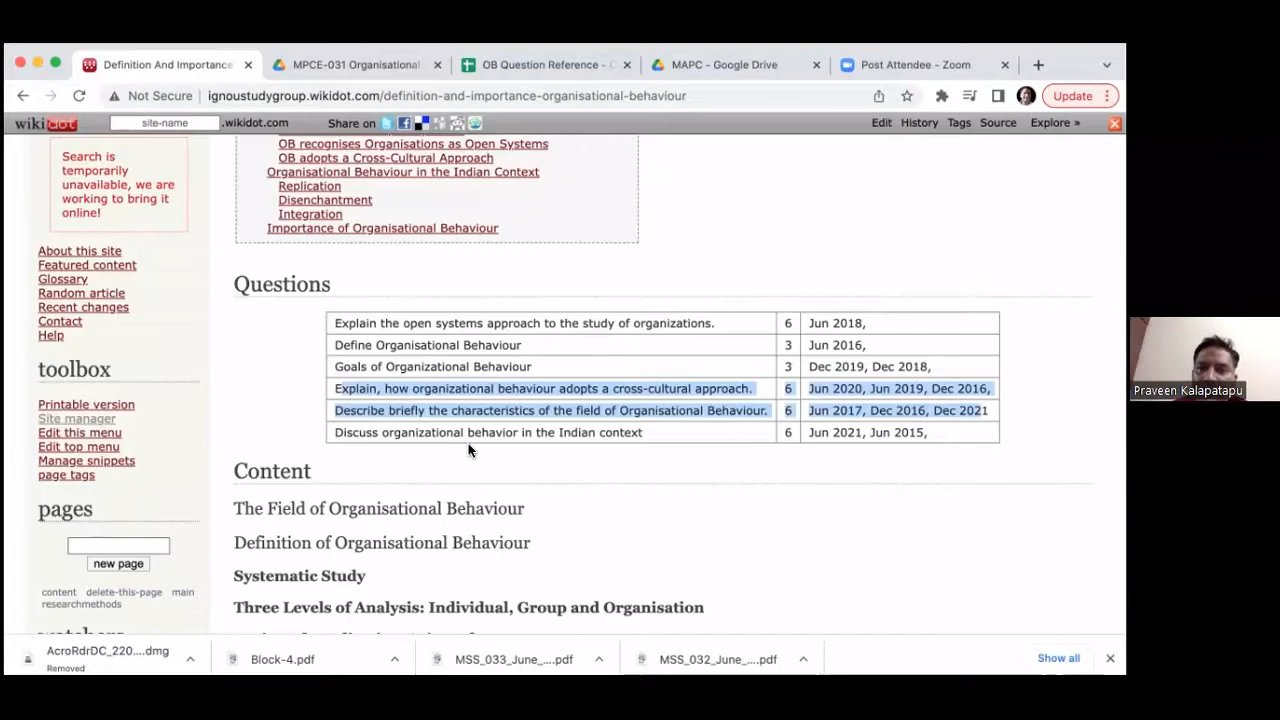 Definition And Importance
MPCE-031 Organisational
OB Question Reference -
MAPC - Google Drive
Post Attendee - Zoom
Not Secure
ignoustudygroup.wikidot.com/definition-and-importance-organisational-behaviour
Update
wikidot
site-name
.wikidot.com
Share on
Edit History Tags Source Explore »
Search is
temporarily
unavailable, we are
working to bring it
online!
About this site
Featured content
Glossary
Random article
Recent changes
Contact
Help
toolbox
Printable version
Site manager
Edit this menu
Edit top menu
Manage snippets
page tags
pages
new page
content delete-this-page main
researchmethods
OB recognises Organisations as Open Systems
OB adopts a Cross-Cultural Approach
Organisational Behaviour in the Indian Context
Replication
Disenchantment
Integration
Importance of Organisational Behaviour
Questions
Explain the open systems approach to the study of organizations. 6 Jun 2018,
Define Organisational Behaviour 3 Jun 2016,
Goals of Organizational Behaviour 3 Dec 2019, Dec 2018,
Explain, how organizational behaviour adopts a cross-cultural approach. 6 Jun 2020, Jun 2019, Dec 2016,
Describe briefly the characteristics of the field of Organisational Behaviour. 6 Jun 2017, Dec 2016, Dec 2021
Discuss organizational behavior in the Indian context 6 Jun 2021, Jun 2015,
Content
The Field of Organisational Behaviour
Definition of Organisational Behaviour
Systematic Study
Three Levels of Analysis: Individual, Group and Organisation
Praveen Kalapatapu
AcroRdrDC_220....dmg
Removed
Block-4.pdf
MSS_033_June_....pdf
MSS_032_June_....pdf
Show all